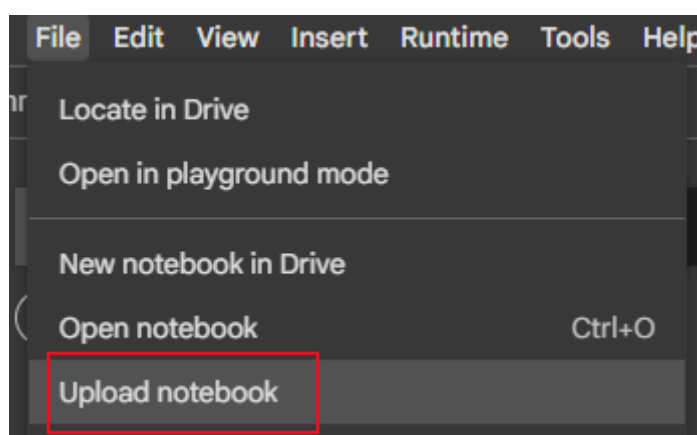 File Edit View Insert Runtime Tools Help
Locate in Drive
Open in playground mode
New notebook in Drive
Open notebook Ctrl+O
Upload notebook